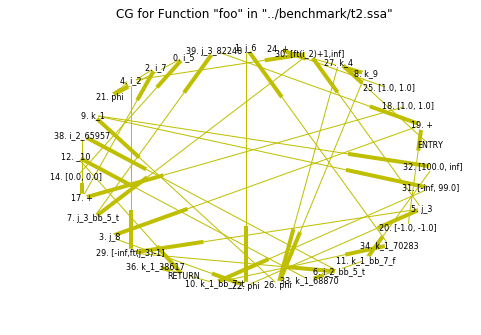 CG for Function "foo" in "../benchmark/t2.ssa"
1. j_6
39. j_3_82248
24. +
30. [ft(i_2)+1,inf]
0. i_5
27. k_4
2. i_7
8. k_9
4. i_2
25. [1.0, 1.0]
21. phi
18. [1.0, 1.0]
9. k_1
19. +
38. i_2_65957
ENTRY
12. _10
32. [100.0, inf]
14. [0.0, 0.0]
31. [-inf, 99.0]
17. +
5. j_3
7. j_3_bb_5_t
20. [-1.0, -1.0]
3. j_8
34. k_1_70283
29. [-inf,ft(j_3)-1]
11. k_1_bb_7_f
36. k_1_38617
6. i_2_bb_5_t
RETURN
33. k_1_68870
10. k_1_bb_7_t
22. phi
26. phi